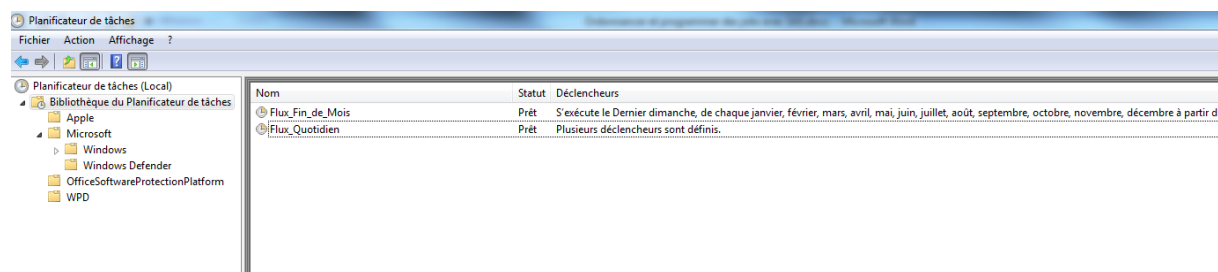 Planificateur de tâches
Fichier Action Affichage ?
Planificateur de tâches (Local)
Bibliothèque du Planificateur de tâches
Apple
Microsoft
Windows
Windows Defender
OfficeSoftwareProtectionPlatform
WPD
Nom Statut Déclencheurs
Flux_Fin_de_Mois Prêt S'exécute le Dernier dimanche, de chaque janvier, février, mars, avril, mai, juin, juillet, août, septembre, octobre, novembre, décembre à partir d
Flux_Quotidien Prêt Plusieurs déclencheurs sont définis.